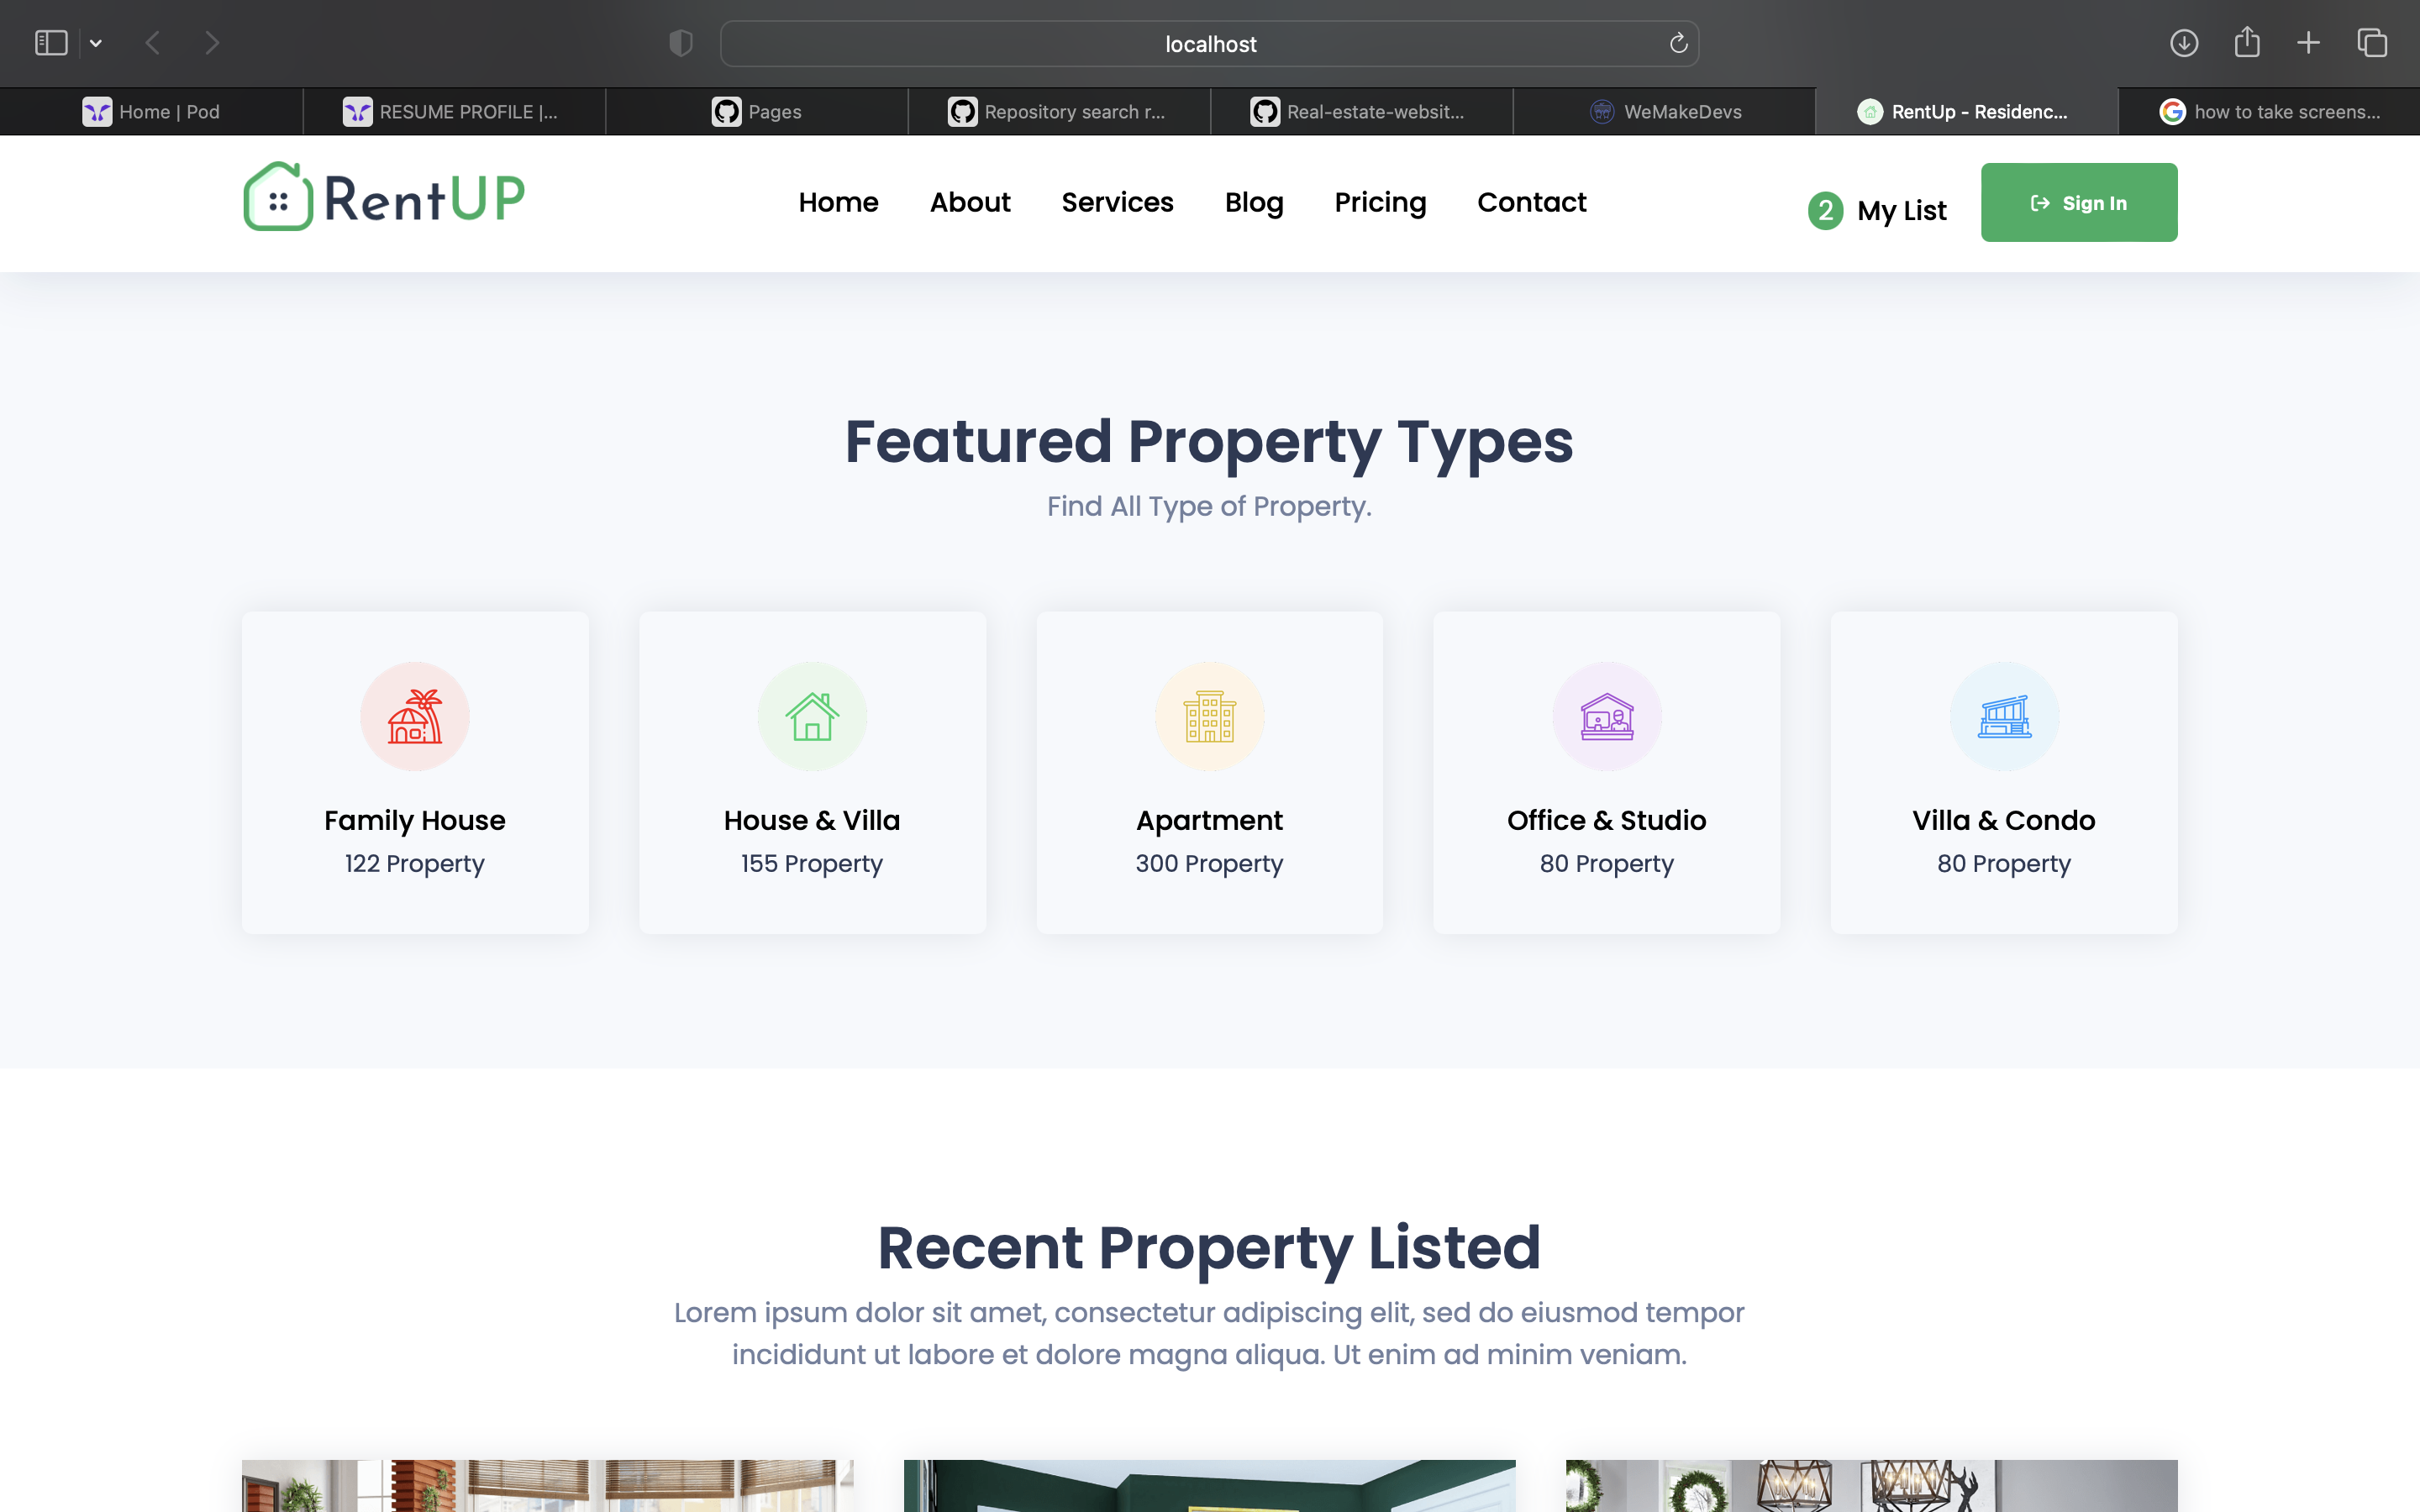 localhost
Home | Pod
RESUME PROFILE |...
Pages
Repository search r...
Real-estate-websit...
WeMakeDevs
RentUp - Residenc...
how to take screens...
RentUP
Home
About
Services
Blog
Pricing
Contact
2
My List
Sign In
Featured Property Types
Find All Type of Property.
Family House
122 Property
House & Villa
155 Property
Apartment
300 Property
Office & Studio
80 Property
Villa & Condo
80 Property
Recent Property Listed
Lorem ipsum dolor sit amet, consectetur adipiscing elit, sed do eiusmod tempor
incididunt ut labore et dolore magna aliqua. Ut enim ad minim veniam.